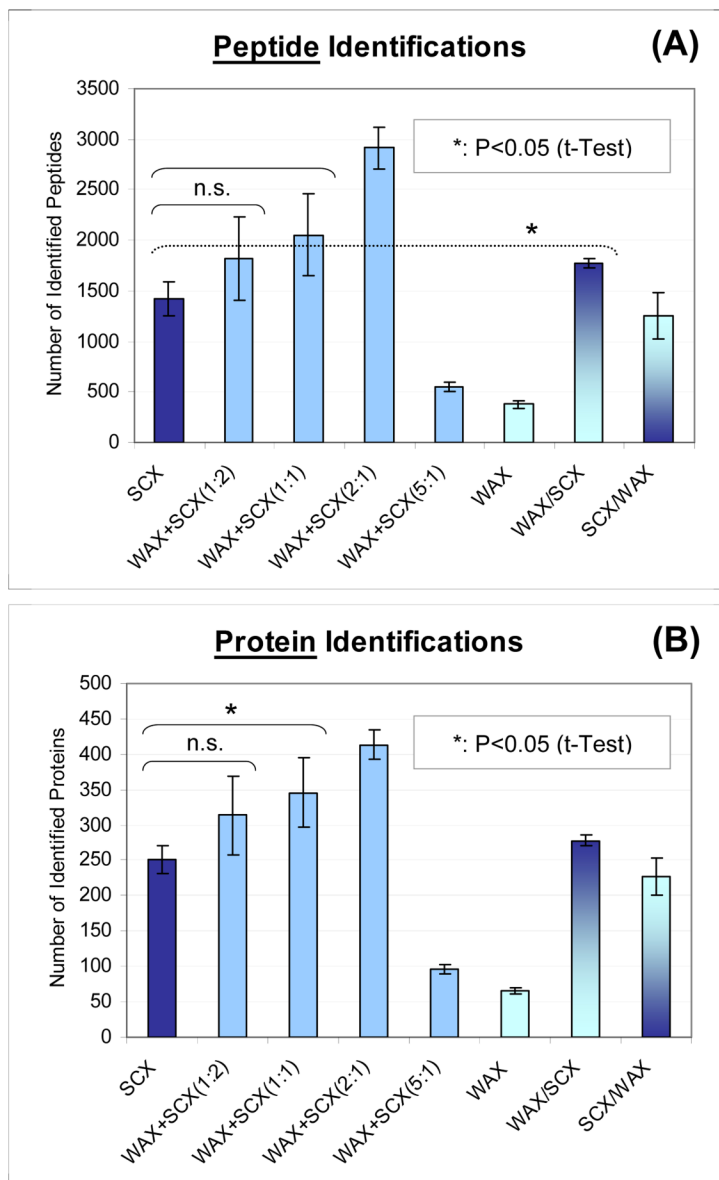 Peptide Identifications
(A)
Number of Identified Peptides
3500
3000
2500
2000
1500
1000
500
0
*: P<0.05 (t-Test)
n.s.
*
SCX
WAX+SCX(1:2)
WAX+SCX(1:1)
WAX+SCX(2:1)
WAX+SCX(5:1)
WAX
WAX/SCX
SCX/WAX
Protein Identifications
(B)
Number of Identified Proteins
500
450
400
350
300
250
200
150
100
50
0
*: P<0.05 (t-Test)
*
n.s.
SCX
WAX+SCX(1:2)
WAX+SCX(1:1)
WAX+SCX(2:1)
WAX+SCX(5:1)
WAX
WAX/SCX
SCX/WAX